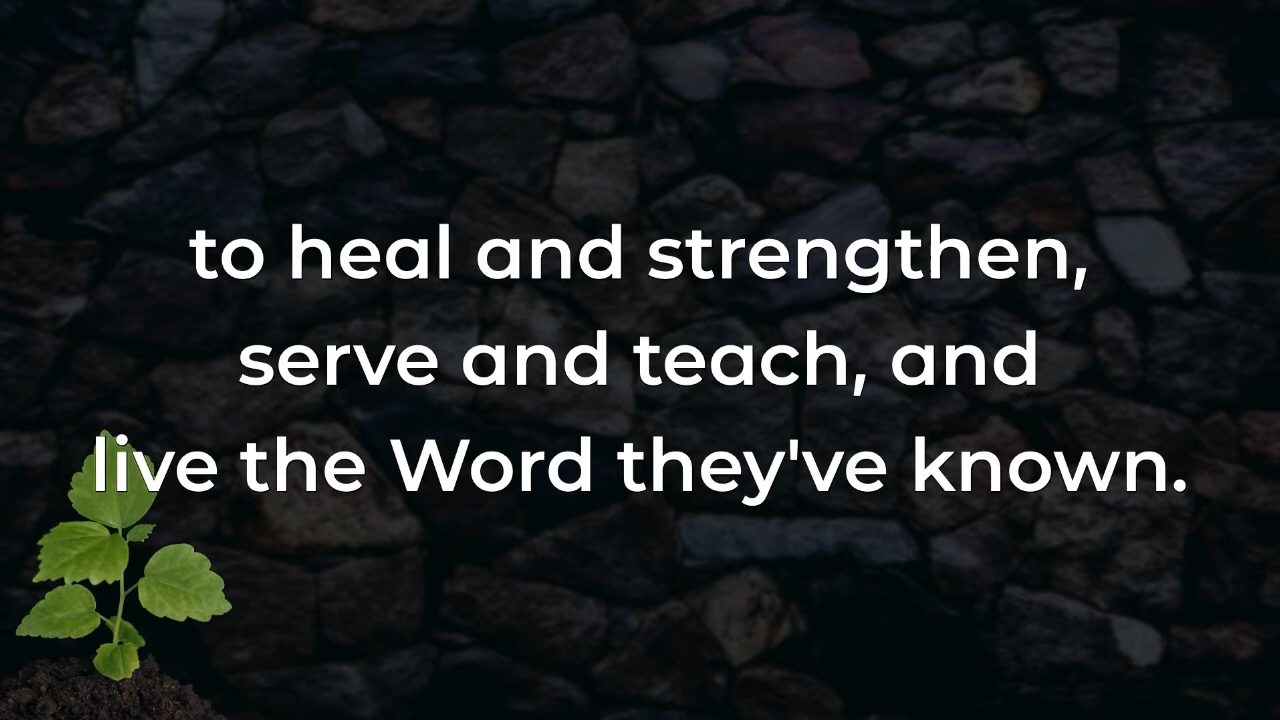 to heal and strengthen,
serve and teach, and
live the Word they've known.